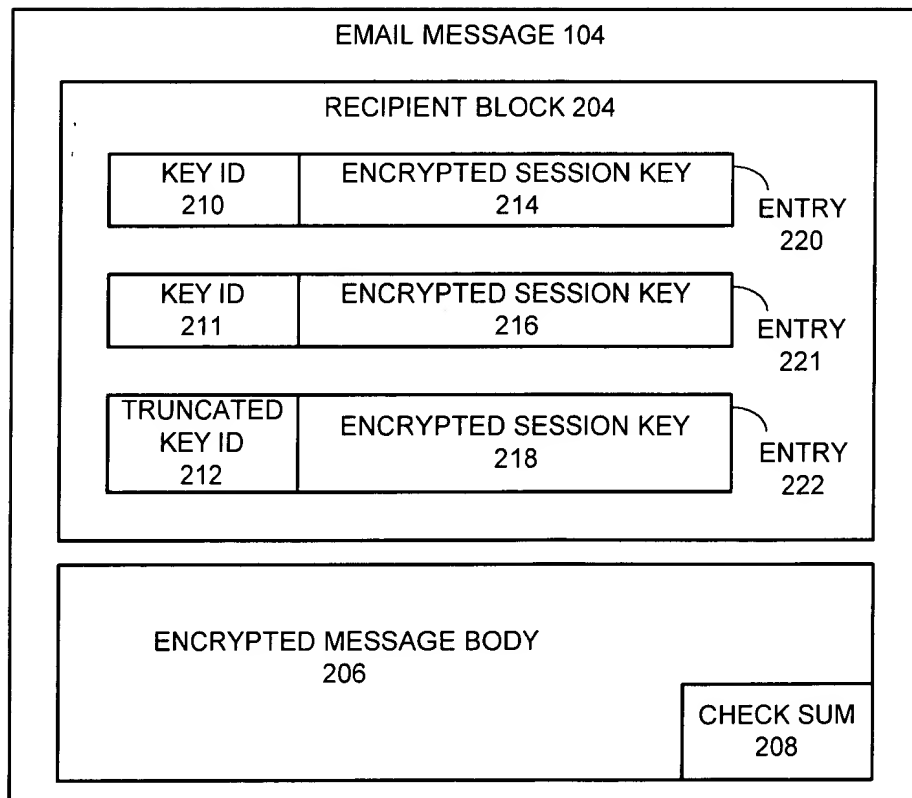 EMAIL MESSAGE 104
RECIPIENT BLOCK 204
KEY ID
210
ENCRYPTED SESSION KEY
214
ENTRY
220
KEY ID
211
ENCRYPTED SESSION KEY
216
ENTRY
221
TRUNCATED
KEY ID
212
ENCRYPTED SESSION KEY
218
ENTRY
222
ENCRYPTED MESSAGE BODY
206
CHECK SUM
208